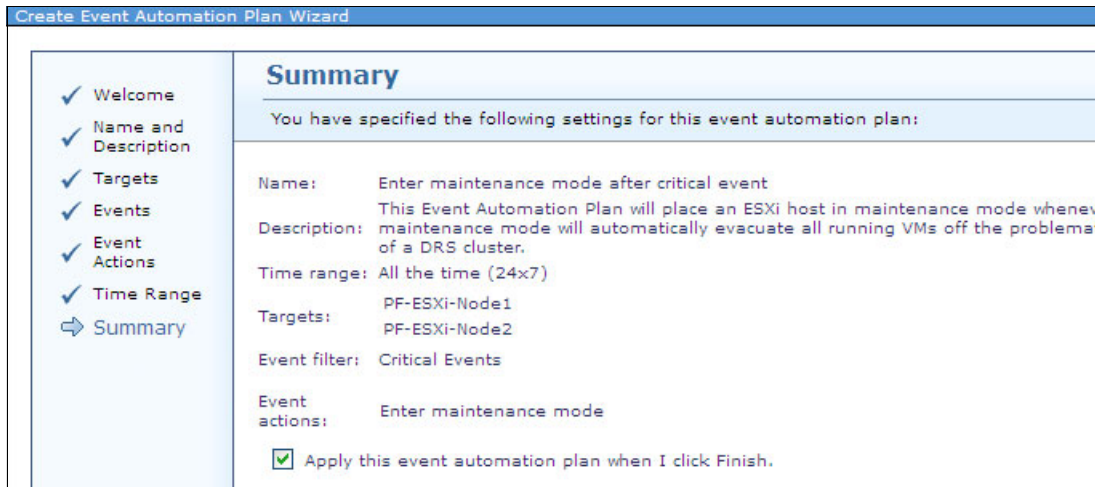 Create Event Automation Plan Wizard
Welcome
Name and
Description
Targets
Events
Event
Actions
Time Range
Summary
Summary
You have specified the following settings for this event automation plan:
Name: Enter maintenance mode after critical event
Description: This Event Automation Plan will place an ESXi host in maintenance mode
maintenance mode will automatically evacuate all running VMs off the
of a DRS cluster.
Time range: All the time (24x7)
Targets: PF-ESXi-Node1
PF-ESXi-Node2
Event filter: Critical Events
Event
actions: Enter maintenance mode
Apply this event automation plan when I click Finish.